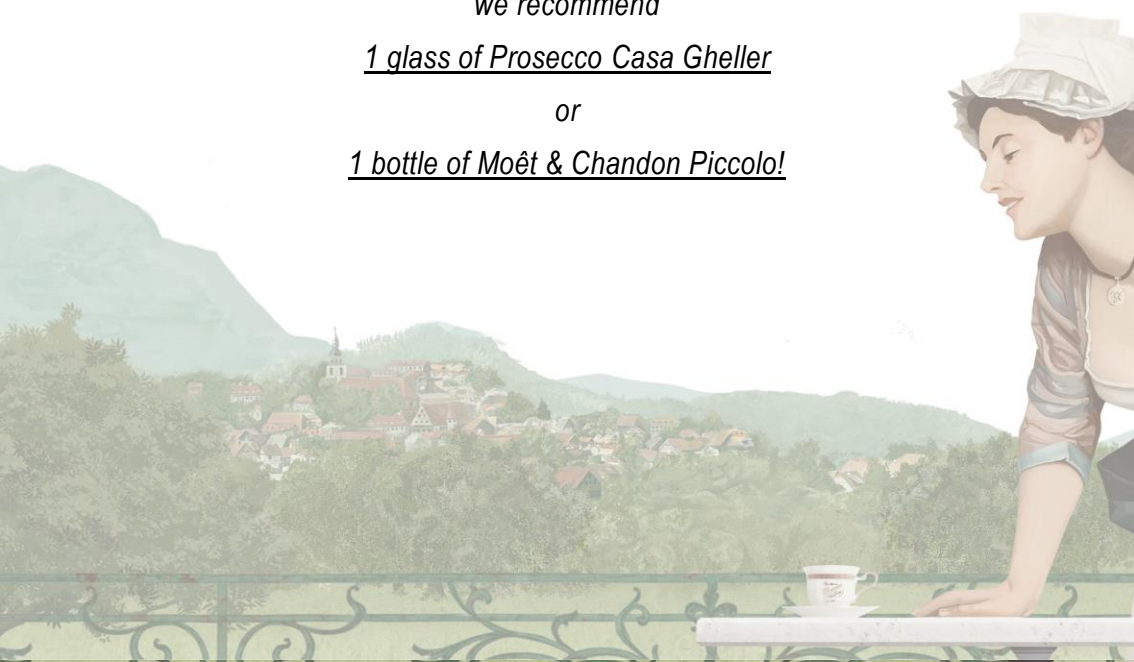 we recommend
1 glass of Prosecco Casa Gheller
or
1 bottle of Moêt & Chandon Piccolo!